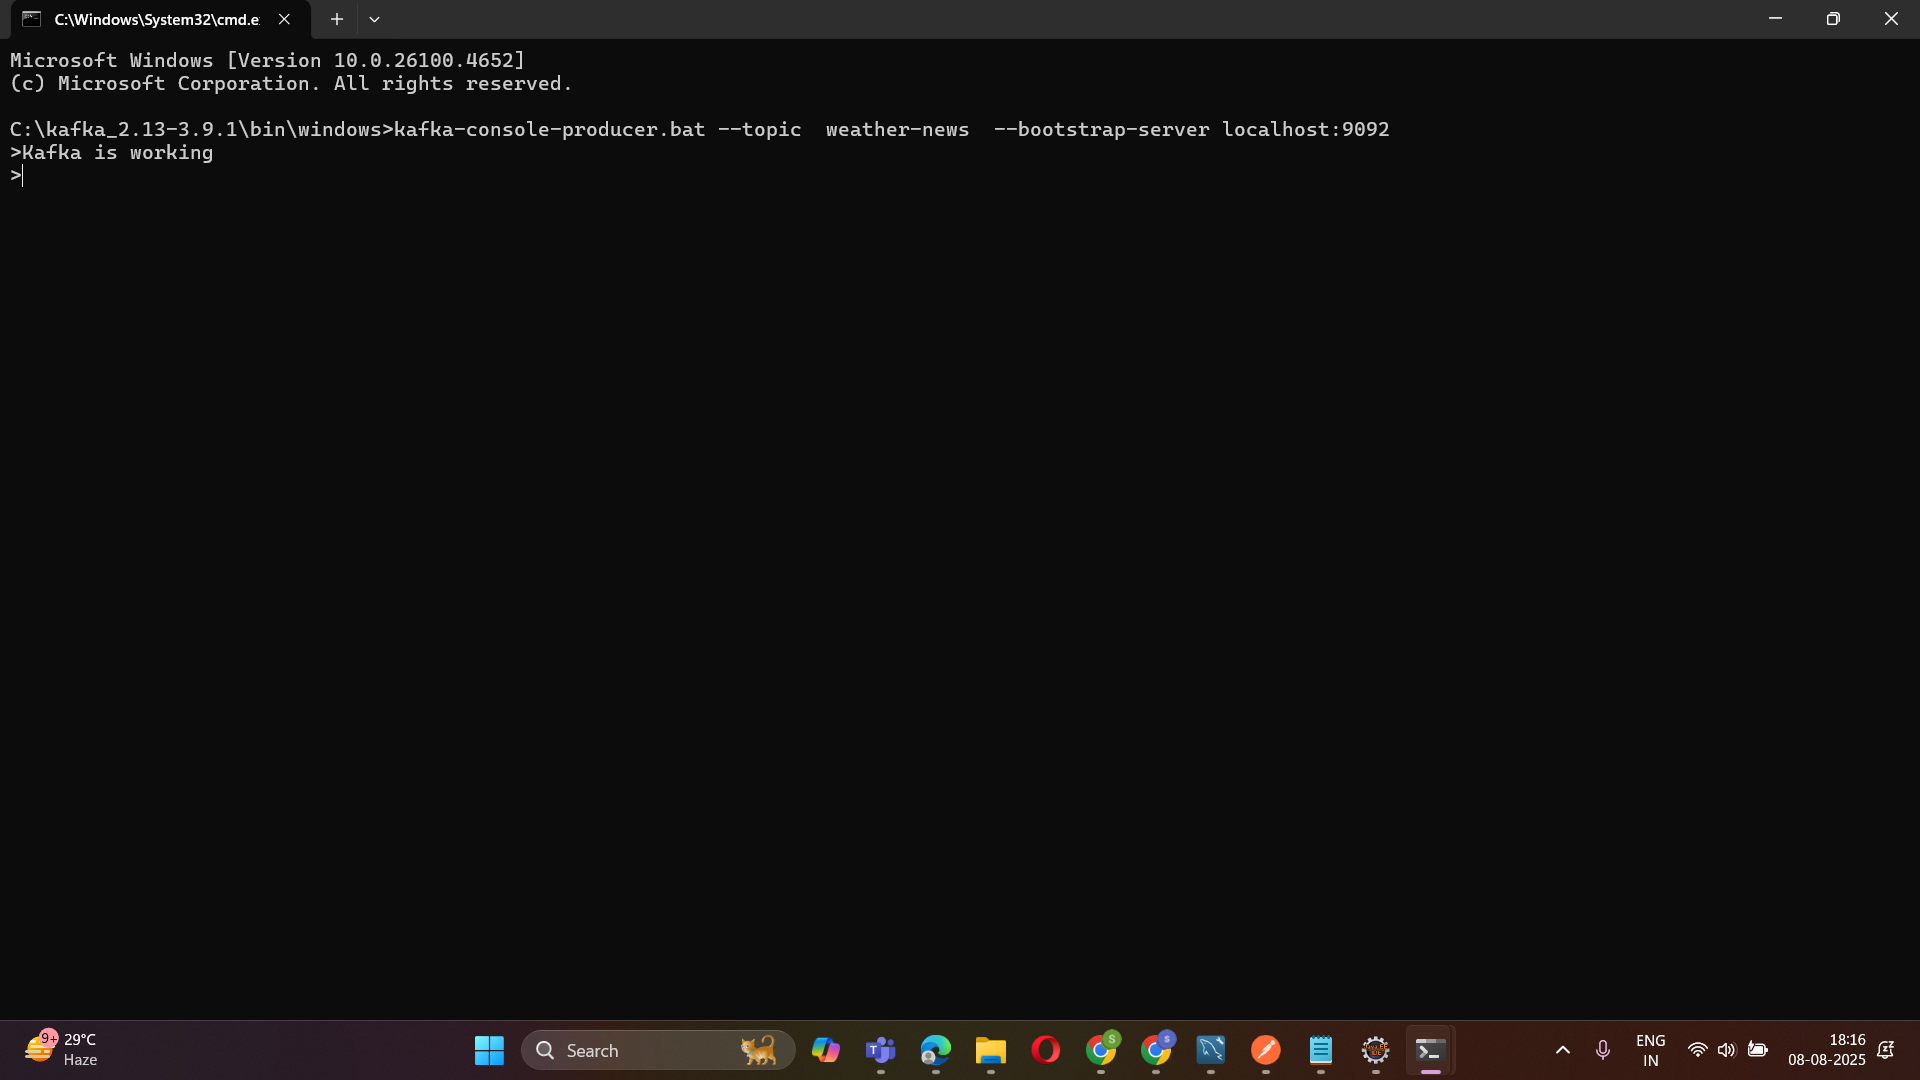 C:\Windows\System32\cmd.e
Microsoft Windows [Version 10.0.26100.4652]
(c) Microsoft Corporation. All rights reserved.
C:\kafka_2.13-3.9.1\bin\windows>kafka-console-producer.bat --topic  weather-news  --bootstrap-server localhost:9092
>Kafka is working
>
9+ 29°C
Haze
Search
S
s
ENG
IN
18:16
08-08-2025